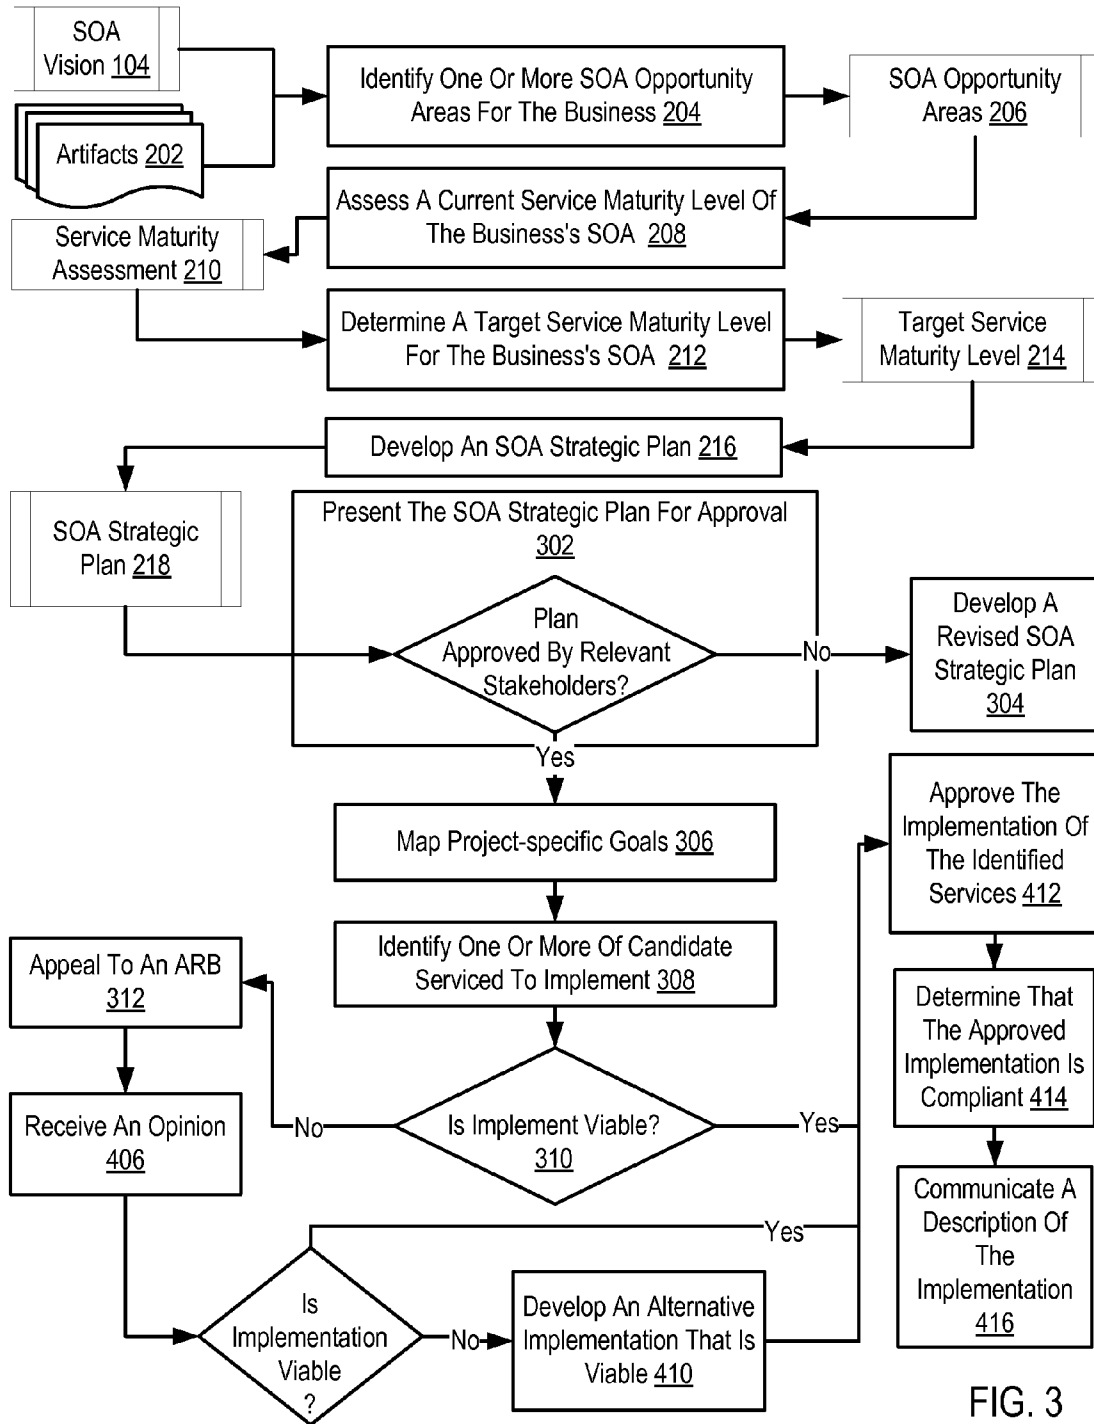 SOA
Vision 104
Artifacts 202
Identify One Or More SOA Opportunity
Areas For The Business 204
SOA Opportunity
Areas 206
Assess A Current Service Maturity Level Of
The Business's SOA 208
Service Maturity
Assessment 210
Determine A Target Service Maturity Level
For The Business's SOA 212
Target Service
Maturity Level 214
Develop An SOA Strategic Plan 216
SOA Strategic
Plan 218
Present The SOA Strategic Plan For Approval
302
Plan
Approved By Relevant
Stakeholders?
No
Develop A
Revised SOA
Strategic Plan
304
Yes
Map Project-specific Goals 306
Identify One Or More Of Candidate
Serviced To Implement 308
Is Implement Viable?
310
No
Yes
Appeal To An ARB
312
Receive An Opinion
406
Is
Implementation
Viable
?
Yes
No
Develop An Alternative
Implementation That Is
Viable 410
Approve The
Implementation Of
The Identified
Services 412
Determine That
The Approved
Implementation Is
Compliant 414
Communicate A
Description Of
The
Implementation
416
FIG. 3